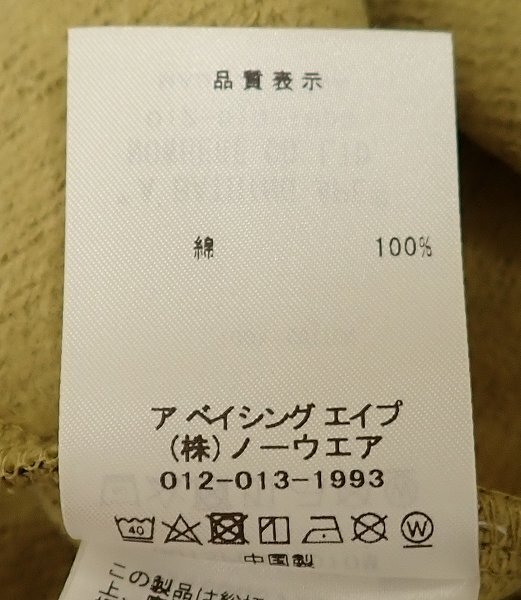 品質表示
綿 100%
ア ベイシング エイプ
(株)ノーウエア
012-013-1993
40 W
中国製
この製品は